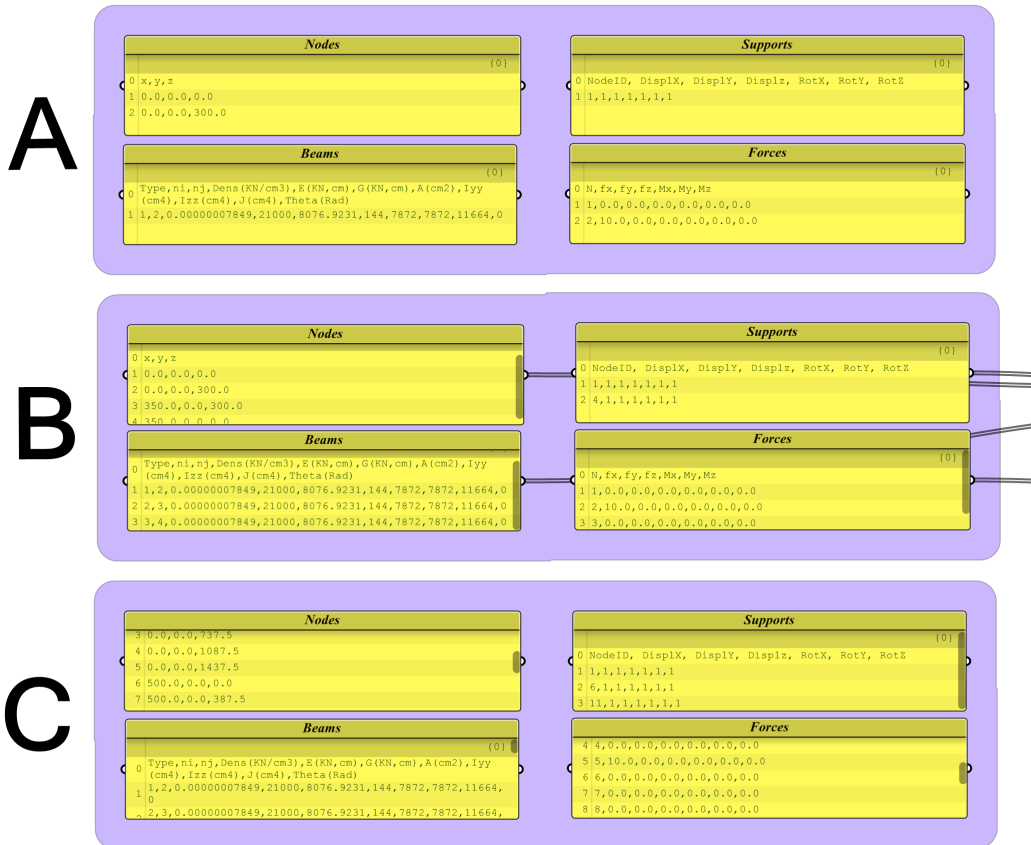 A
Nodes
{0}
0 x,y,z
1 0.0,0.0,0.0
2 0.0,0.0,300.0
Supports
{0}
0 NodeID, DisplX, DisplY, Displz, RotX, RotY, RotZ
1 1,1,1,1,1,1,1
Beams
{0}
0 Type,ni,nj,Dens(KN/cm3),E(KN,cm),G(KN,cm),A(cm2),Iyy
(cm4),Izz(cm4),J(cm4),Theta(Rad)
1 1,2,0.00000007849,21000,8076.9231,144,7872,7872,11664,0
Forces
{0}
0 N,fx,fy,fz,Mx,My,Mz
1 1,0.0,0.0,0.0,0.0,0.0,0.0
2 2,10.0,0.0,0.0,0.0,0.0,0.0
B
Nodes
0 x,y,z
1 0.0,0.0,0.0
2 0.0,0.0,300.0
3 350.0,0.0,300.0
4 350.0,0.0,0.0
Supports
{0}
0 NodeID, DisplX, DisplY, Displz, RotX, RotY, RotZ
1 1,1,1,1,1,1,1
2 4,1,1,1,1,1,1
Beams
0 Type,ni,nj,Dens(KN/cm3),E(KN,cm),G(KN,cm),A(cm2),Iyy
(cm4),Izz(cm4),J(cm4),Theta(Rad)
1 1,2,0.00000007849,21000,8076.9231,144,7872,7872,11664,0
2 2,3,0.00000007849,21000,8076.9231,144,7872,7872,11664,0
3 3,4,0.00000007849,21000,8076.9231,144,7872,7872,11664,0
Forces
{0}
0 N,fx,fy,fz,Mx,My,Mz
1 1,0.0,0.0,0.0,0.0,0.0,0.0
2 2,10.0,0.0,0.0,0.0,0.0,0.0
3 3,0.0,0.0,0.0,0.0,0.0,0.0
C
Nodes
3 0.0,0.0,737.5
4 0.0,0.0,1087.5
5 0.0,0.0,1437.5
6 500.0,0.0,0.0
7 500.0,0.0,387.5
Supports
{0}
0 NodeID, DisplX, DisplY, Displz, RotX, RotY, RotZ
1 1,1,1,1,1,1,1
2 6,1,1,1,1,1,1
3 11,1,1,1,1,1,1
Beams
{0}
0 Type,ni,nj,Dens(KN/cm3),E(KN,cm),G(KN,cm),A(cm2),Iyy
(cm4),Izz(cm4),J(cm4),Theta(Rad)
1 1,2,0.00000007849,21000,8076.9231,144,7872,7872,11664,
0
2,3,0.00000007849,21000,8076.9231,144,7872,7872,11664,
Forces
4 4,0.0,0.0,0.0,0.0,0.0,0.0
5 5,10.0,0.0,0.0,0.0,0.0,0.0
6 6,0.0,0.0,0.0,0.0,0.0,0.0
7 7,0.0,0.0,0.0,0.0,0.0,0.0
8 8,0.0,0.0,0.0,0.0,0.0,0.0